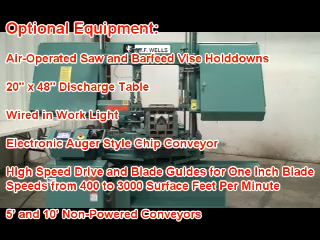 Optional Equipment:
W.F. WELLS
Air-Operated Saw and Barfeed Vise Holddowns
20" x 48" Discharge Table
Wired in Work Light
Electronic Auger Style Chip Conveyor
High Speed Drive and Blade Guides for One Inch Blade
Speeds from 400 to 3000 Surface Feet Per Minute
5' and 10' Non-Powered Conveyors